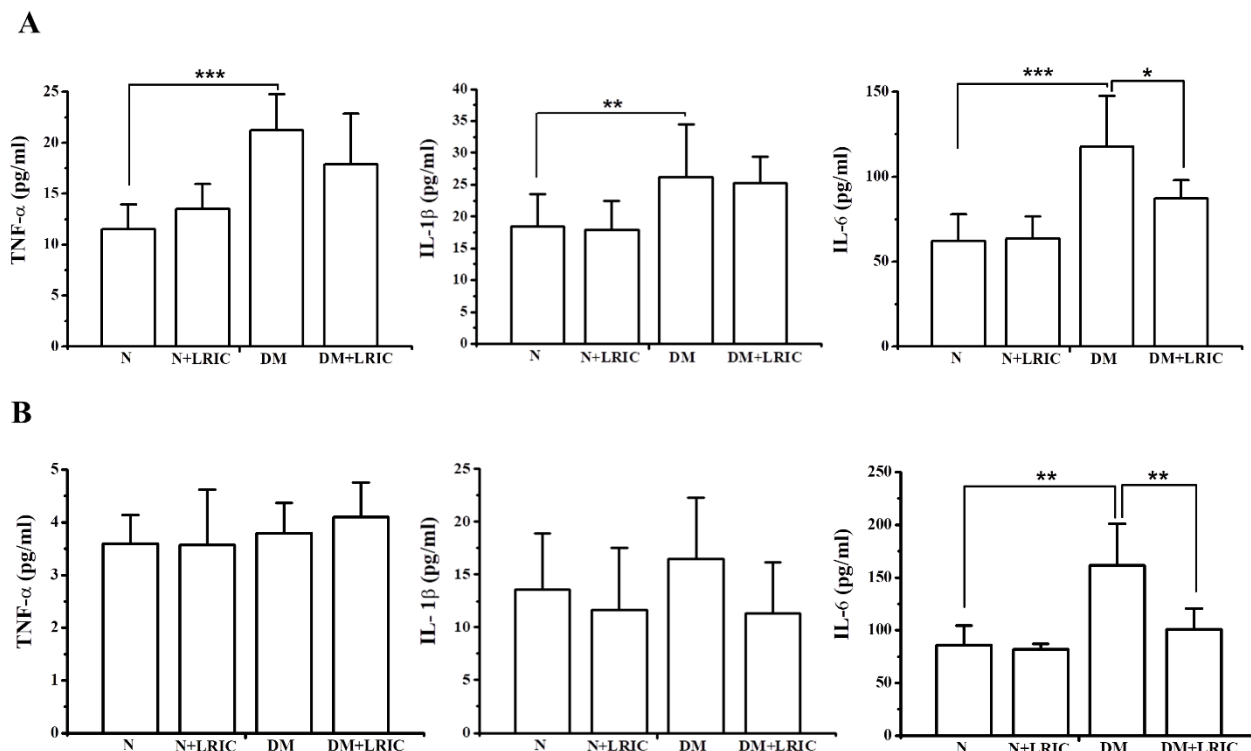 A
***
TNF-α (pg/ml)
25
20
15
10
5
0
N N+LRIC DM DM+LRIC
**
IL-1β (pg/ml)
40
35
30
25
20
15
10
5
0
N N+LRIC DM DM+LRIC
*** *
IL-6 (pg/ml)
150
100
50
0
N N+LRIC DM DM+LRIC
B
TNF-α (pg/ml)
5
4
3
2
1
0
N N+LRIC DM DM+LRIC
IL- 1β (pg/ml)
25
20
15
10
5
0
N N+LRIC DM DM+LRIC
** **
IL-6 (pg/ml)
250
200
150
100
50
0
N N+LRIC DM DM+LRIC